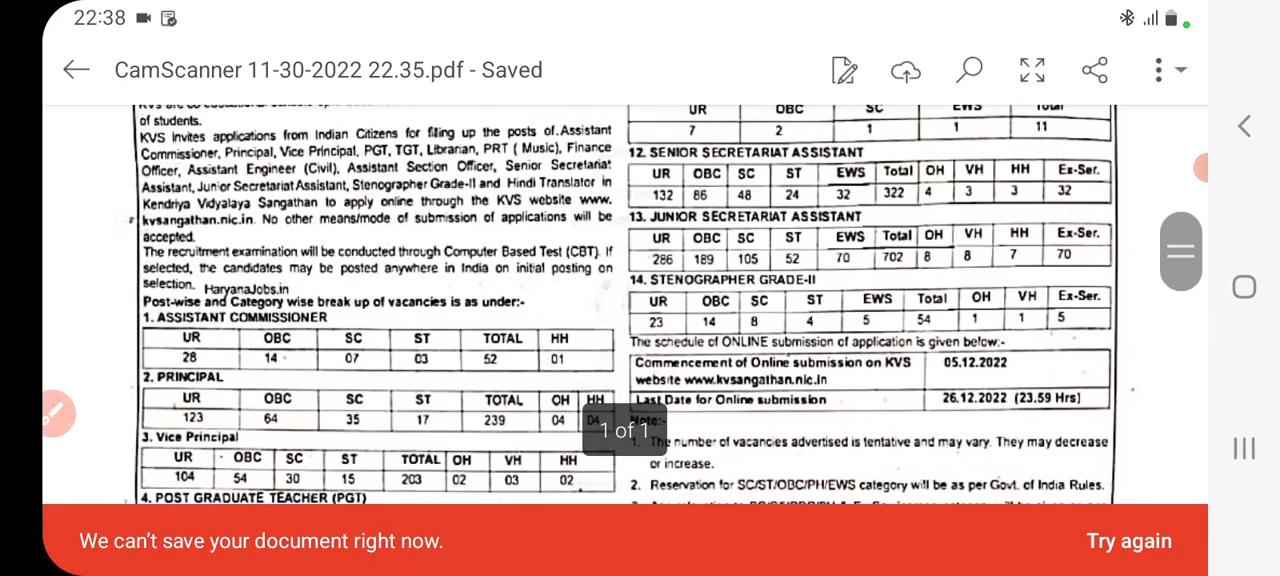 22:38
CamScanner 11-30-2022 22.35.pdf - Saved
of students.
KVS invites applications from Indian Citizens for filing up the posts of.Assistant
Commissioner, Principal, Vice Principal, PGT, TGT, Librarian, PRT ( Music), Finance
Officer, Assistant Engineer (Civil), Assistant Section Officer, Senior Secretariat
Assistant, Junior Secretariat Assistant, Stenographer Grade-II and Hindi Translator in
Kendriya Vidyalaya Sangathan to apply online through the KVS website www.
kvsangathan.nic.in. No other means/mode of submission of applications will be
accepted.
The recruitment examination will be conducted through Computer Based Test (CBT). If
selected, the candidates may be posted anywhere in India on initial posting on
selection. HaryanaJobs.in
Post-wise and Category wise break up of vacancies is as under:-
1. ASSISTANT COMMISSIONER
UR OBC SC ST TOTAL HH
28 14 07 03 52 01
2. PRINCIPAL
UR OBC SC ST TOTAL OH HH
123 64 35 17 239 04 04
3. Vice Principal
UR OBC SC ST TOTAL OH VH HH
104 54 30 15 203 02 03 02
4. POST GRADUATE TEACHER (PGT)
UR OBC SC EWS Total
7 2 1 1 11
12. SENIOR SECRETARIAT ASSISTANT
UR OBC SC ST EWS Total OH VH HH Ex-Ser.
132 86 48 24 32 322 4 3 3 32
13. JUNIOR SECRETARIAT ASSISTANT
UR OBC SC ST EWS Total OH VH HH Ex-Ser.
286 189 105 52 70 702 8 8 7 70
14. STENOGRAPHER GRADE-II
UR OBC SC ST EWS Total OH VH Ex-Ser.
23 14 8 4 5 54 1 1 5
The schedule of ONLINE submission of application is given below:-
Commencement of Online submission on KVS 05.12.2022
website www.kvsangathan.nic.in
Last Date for Online submission 26.12.2022 (23.59 Hrs)
Note:-
1. The number of vacancies advertised is tentative and may vary. They may decrease
or increase.
2. Reservation for SC/ST/OBC/PH/EWS category will be as per Govt. of India Rules.
1 of 1
We can't save your document right now.
Try again